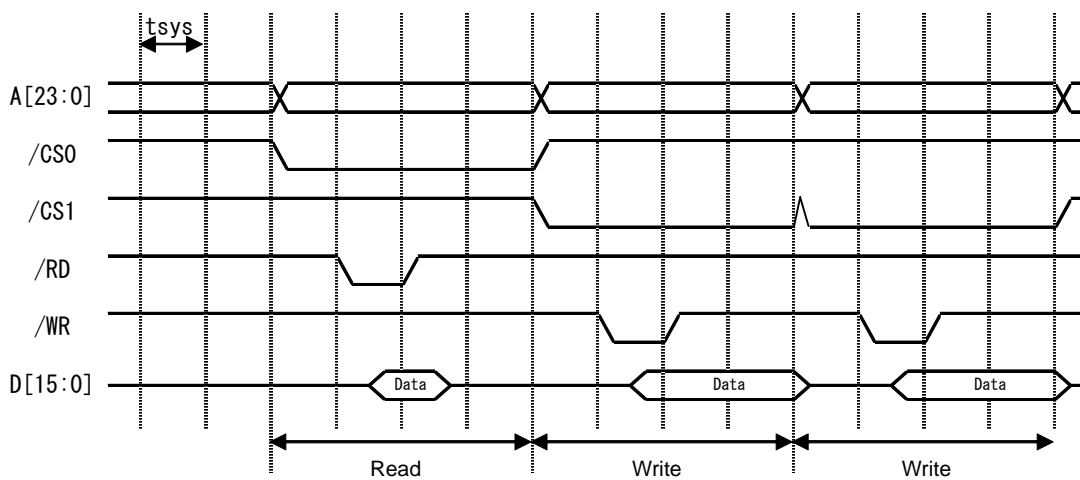 tsys
A[23:0]
/CS0
/CS1
/RD
/WR
D[15:0]
Data
Data
Data
Read
Write
Write